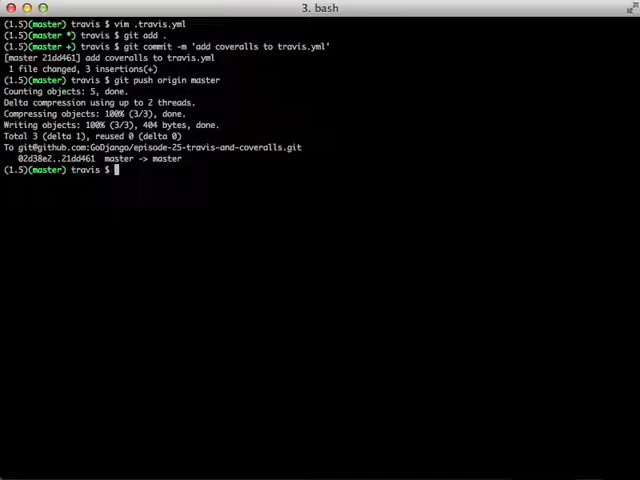 3. bash
(1.5)(master) travis $ vim .travis.yml
(1.5)(master *) travis $ git add .
(1.5)(master +) travis $ git commit -m 'add coveralls to travis.yml'
[master 21dd461] add coveralls to travis.yml
 1 file changed, 3 insertions(+)
(1.5)(master) travis $ git push origin master
Counting objects: 5, done.
Delta compression using up to 2 threads.
Compressing objects: 100% (3/3), done.
Writing objects: 100% (3/3), 404 bytes, done.
Total 3 (delta 1), reused 0 (delta 0)
To git@github.com:GoDjango/episode-25-travis-and-coveralls.git
   02d38e2..21dd461  master -> master
(1.5)(master) travis $